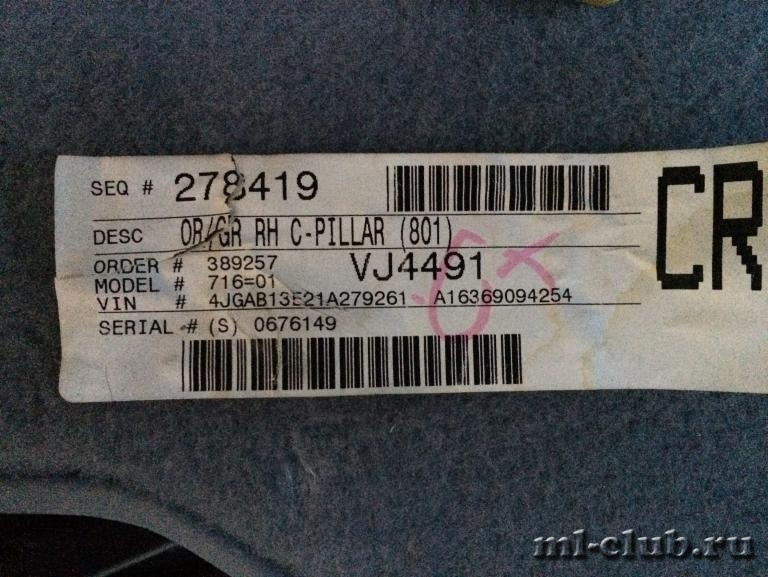 SEQ # 278419
DESC OR/GR RH C-PILLAR (801)
ORDER # 389257 VJ4491
MODEL # 716=01
VIN # 4JGAB13E21A279261 A16369094254
SERIAL # (S) 0676149
CR
ml-club.ru